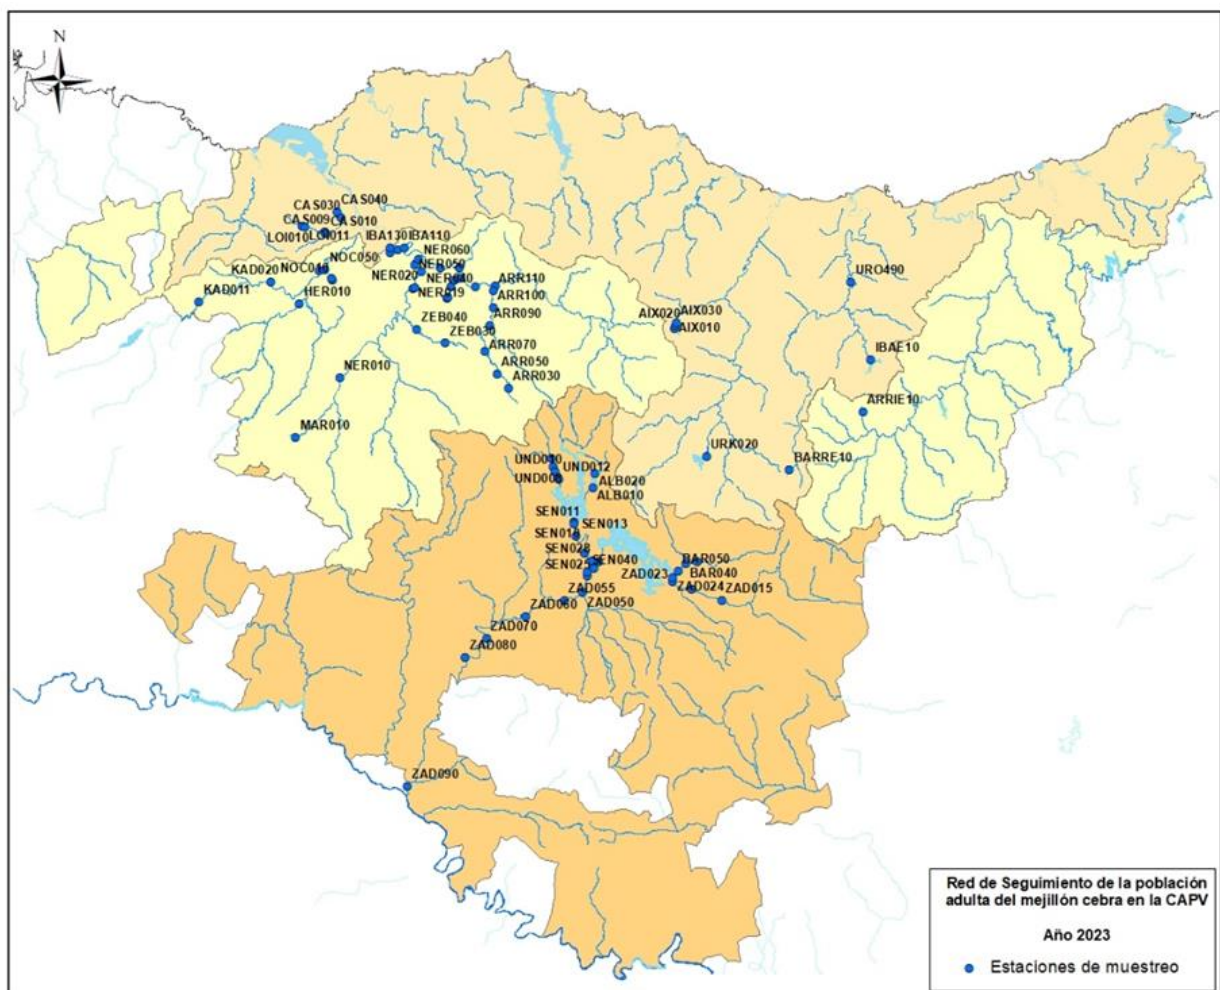 N
CAS040
CAS030
CAS009
CAS010
LOI010
LOI011
IBA130
IBA110
NOC050
NER060
KAD020
NER050
NER020
NER040
ARR110
URO490
KAD011
HER010
NER019
ARR100
ARR090
AIX020
AIX030
AIX010
ZEB040
ZEB030
ARR070
IBAE10
ARR050
NER010
ARR030
ARRIE10
MAR010
URK020
UND012
BARRE10
UND008
ALB020
ALB010
SEN011
SEN013
SEN028
SEN040
BAR050
SEN025
ZAD023
BAR040
ZAD055
ZAD024
ZAD015
ZAD060
ZAD050
ZAD070
ZAD080
ZAD090
Red de Seguimiento de la población
adulta del mejillón cebra en la CAPV
Año 2023
Estaciones de muestreo